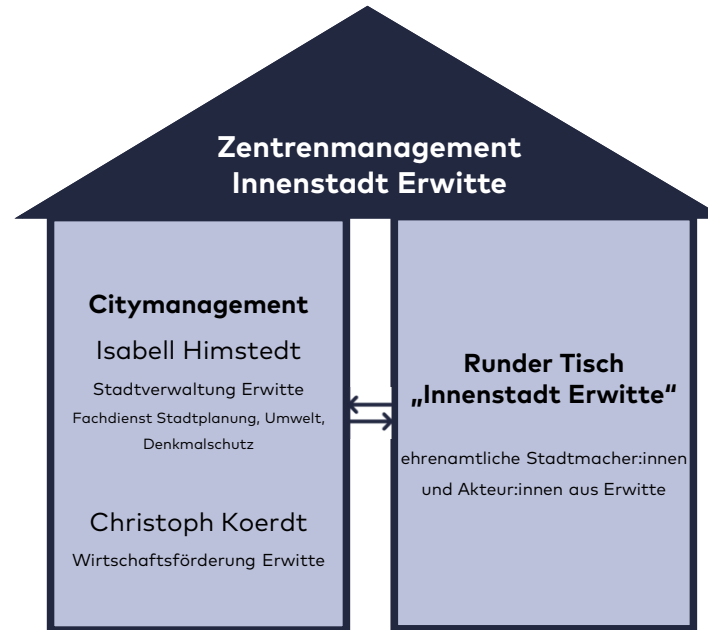 Zentrenmanagement
Innenstadt Erwitte
Citymanagement
Isabell Himstedt
Stadtverwaltung Erwitte
Fachdienst Stadtplanung, Umwelt,
Denkmalschutz
Christoph Koerdt
Wirtschaftsförderung Erwitte
Runder Tisch
„Innenstadt Erwitte“
ehrenamtliche Stadtmacher:innen
und Akteur:innen aus Erwitte